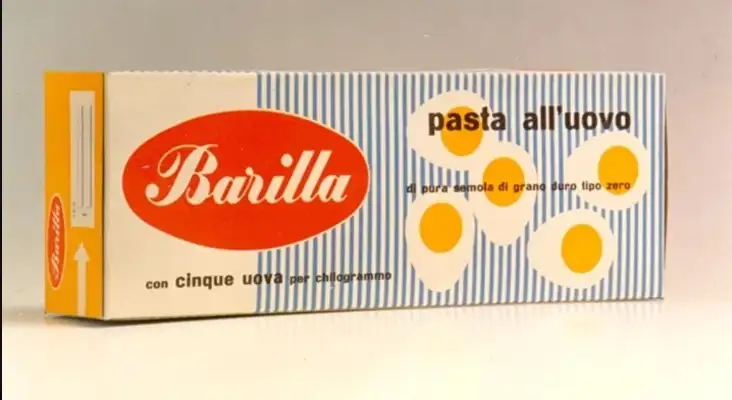 Barilla
Barilla
pasta all'uovo
di pura semola di grano duro tipo zero
con cinque uova per chilogrammo